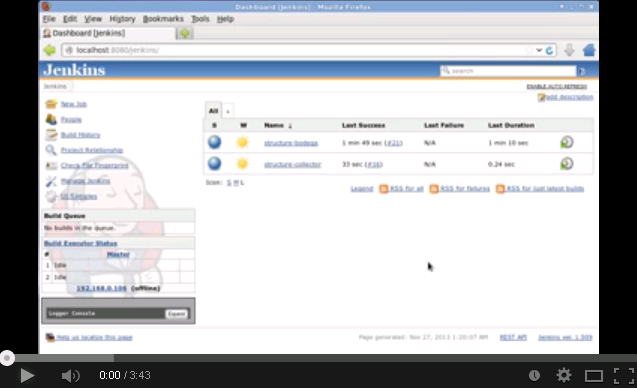 Dashboard [Jenkins] - Mozilla Firefox
File Edit View History Bookmarks Tools Help
Dashboard [Jenkins]
localhost:8080/jenkins/
Jenkins
search
Jenkins
ENABLE AUTO REFRESH
add description
New Job
People
Build History
Project Relationship
Check File Fingerprint
Manage Jenkins
All +
S W Name ↓ Last Success Last Failure Last Duration
structure-bodega 1 min 49 sec (#21) N/A 1 min 10 sec
structure-collector 33 sec (#16) N/A 0.24 sec
Icon: S M L
Legend RSS for all RSS for failures RSS for just latest builds
Build Queue
No builds in the queue.
Build Executor Status
# Master
1 Idle
2 Idle
192.168.0.106 (offline)
Logger Console Expand
Help us localize this page
Page generated: Nov 27, 2013 1:20:07 AM REST API Jenkins ver. 1.509
0:00 / 3:43